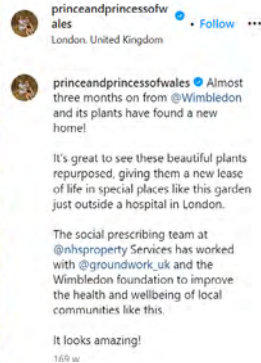 princeandprincessofw
ales
• Follow •••
London, United Kingdom
princeandprincessofwales Almost
three months on from @Wimbledon
and its plants have found a new
home!
It's great to see these beautiful plants
repurposed, giving them a new lease
of life in special places like this garden
just outside a hospital in London.
The social prescribing team at
@nhsproperty Services has worked
with @groundwork_uk and the
Wimbledon foundation to improve
the health and wellbeing of local
communities like this.
It looks amazing!
169 w